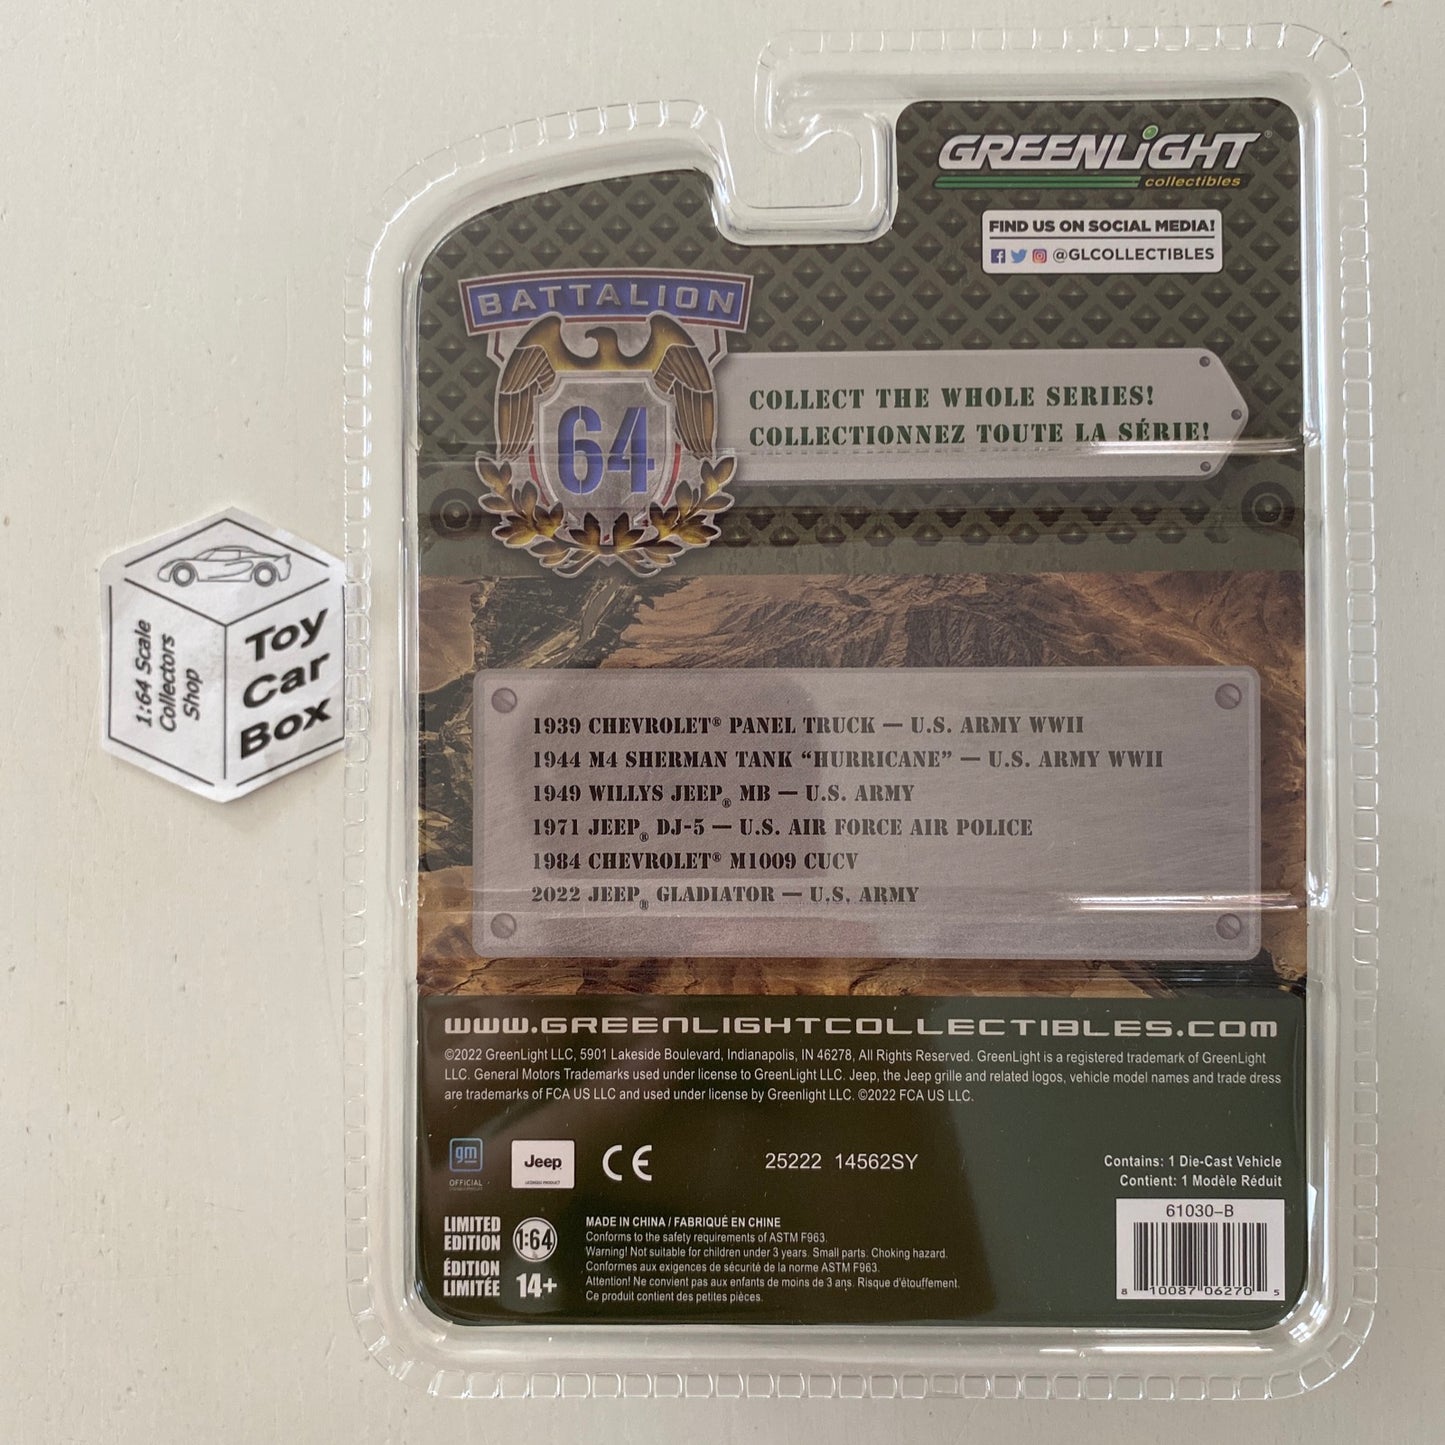 GREENLiGHT®
collectibles
FIND US ON SOCIAL MEDIA!
@GLCOLLECTIBLES
BATTALION
64
COLLECT THE WHOLE SERIES!
COLLECTIONNEZ TOUTE LA SÉRIE!
1:64 Scale
Collectors
Shop
Toy
Car
Box
1939 CHEVROLET® PANEL TRUCK — U.S. ARMY WWII
1944 M4 SHERMAN TANK “HURRICANE” — U.S. ARMY WWII
1949 WILLYS JEEP® MB — U.S. ARMY
1971 JEEP® DJ-5 — U.S. AIR FORCE AIR POLICE
1984 CHEVROLET® M1009 CUCV
2022 JEEP® GLADIATOR — U.S. ARMY
WWW.GREENLIGHTCOLLECTIBLES.COM
©2022 GreenLight LLC, 5901 Lakeside Boulevard, Indianapolis, IN 46278, All Rights Reserved. GreenLight is a registered trademark of GreenLight
LLC. General Motors Trademarks used under license to GreenLight LLC. Jeep, the Jeep grille and related logos, vehicle model names and trade dress
are trademarks of FCA US LLC and used under license by Greenlight LLC. ©2022 FCA US LLC.
gm
OFFICIAL
Jeep
LICENSED PRODUCT
CE
25222 14562SY
Contains: 1 Die-Cast Vehicle
Contient: 1 Modèle Réduit
LIMITED
EDITION
1:64
ÉDITION
LIMITÉE
14+
MADE IN CHINA / FABRIQUÉ EN CHINE
Conforms to the safety requirements of ASTM F963.
Warning! Not suitable for children under 3 years. Small parts. Choking hazard.
Conformes aux exigences de sécurité de la norme ASTM F963.
Attention! Ne convient pas aux enfants de moins de 3 ans. Risque d'étouffement.
Ce produit contient des petites pièces.
61030-B
8 10087 06270 5